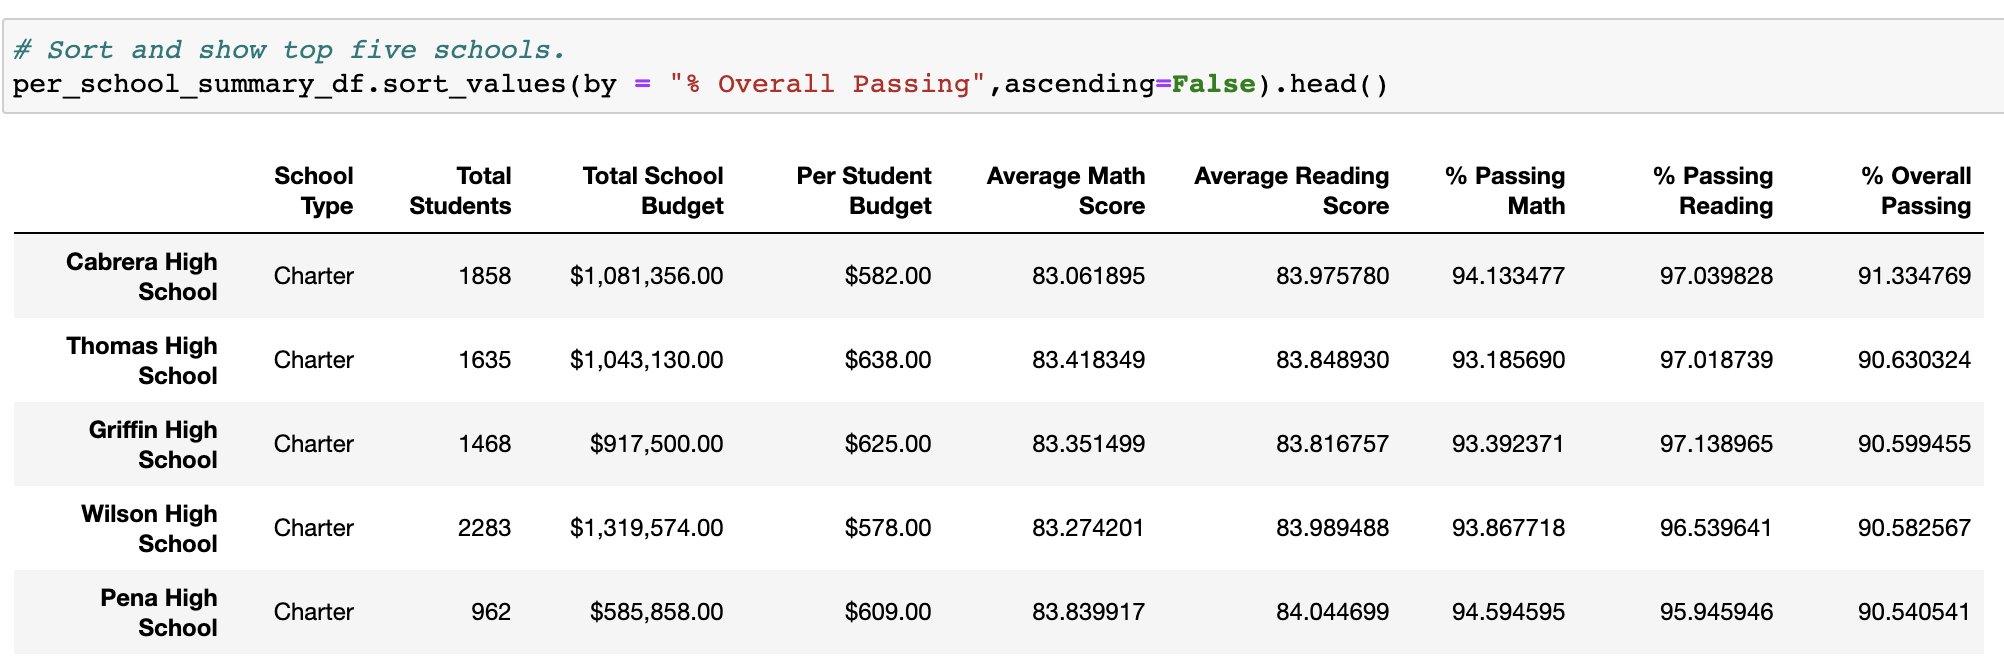 # Sort and show top five schools.
per_school_summary_df.sort_values(by = "% Overall Passing",ascending=False).head()
School Type Total Students Total School Budget Per Student Budget Average Math Score Average Reading Score % Passing Math % Passing Reading % Overall Passing
Cabrera High School Charter 1858 $1,081,356.00 $582.00 83.061895 83.975780 94.133477 97.039828 91.334769
Thomas High School Charter 1635 $1,043,130.00 $638.00 83.418349 83.848930 93.185690 97.018739 90.630324
Griffin High School Charter 1468 $917,500.00 $625.00 83.351499 83.816757 93.392371 97.138965 90.599455
Wilson High School Charter 2283 $1,319,574.00 $578.00 83.274201 83.989488 93.867718 96.539641 90.582567
Pena High School Charter 962 $585,858.00 $609.00 83.839917 84.044699 94.594595 95.945946 90.540541